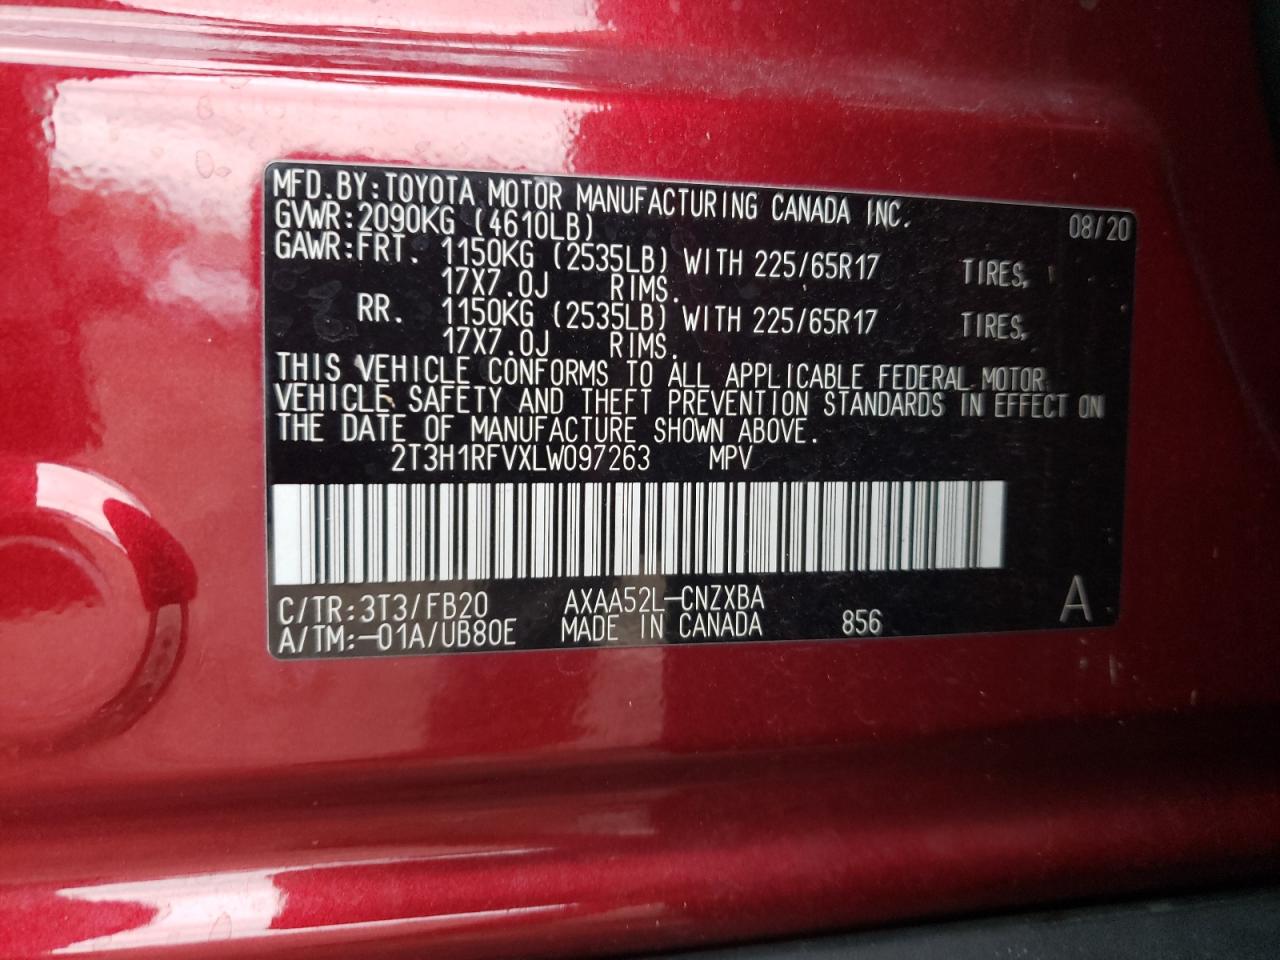 MFD.BY:TOYOTA MOTOR MANUFACTURING CANADA INC. 08/20
GVWR:2090KG (4610LB)
GAWR:FRT. 1150KG (2535LB) WITH 225/65R17 TIRES,
17X7.0J RIMS.
RR. 1150KG (2535LB) WITH 225/65R17 TIRES,
17X7.0J RIMS.
THIS VEHICLE CONFORMS TO ALL APPLICABLE FEDERAL MOTOR
VEHICLE SAFETY AND THEFT PREVENTION STANDARDS IN EFFECT ON
THE DATE OF MANUFACTURE SHOWN ABOVE.
2T3H1RFVXLW097263 MPV
C/TR:3T3/FB20 AXAA52L-CNZXBA A
A/TM:-01A/UB80E MADE IN CANADA 856